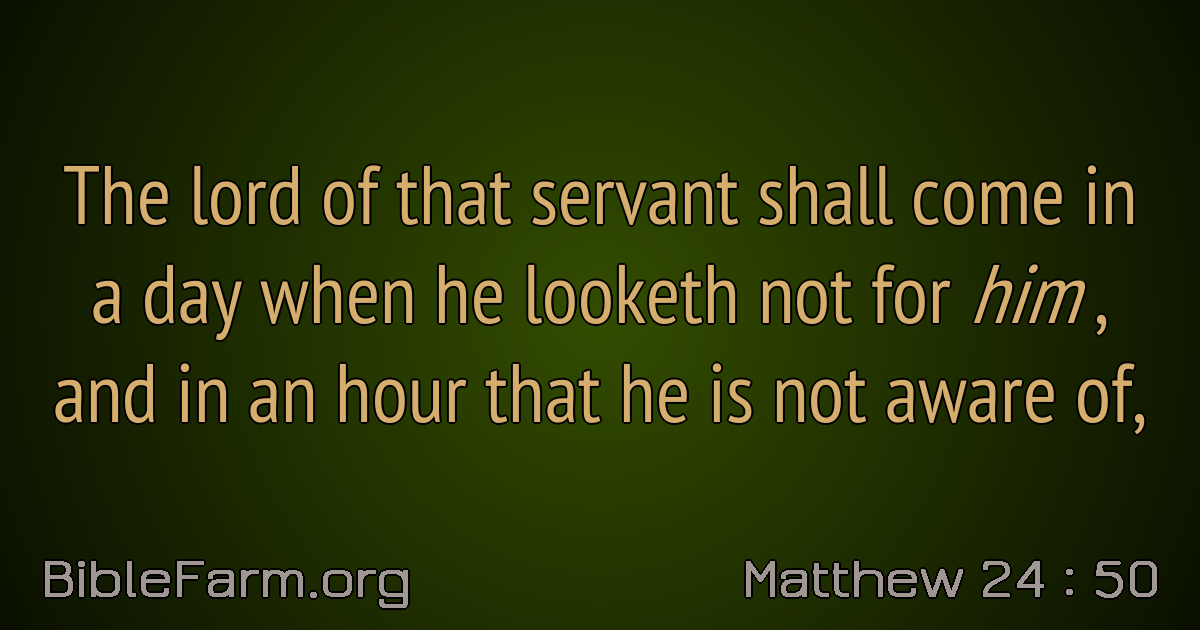 The lord of that servant shall come in
a day when he looketh not for him ,
and in an hour that he is not aware of,
BibleFarm.org
Matthew 24 : 50